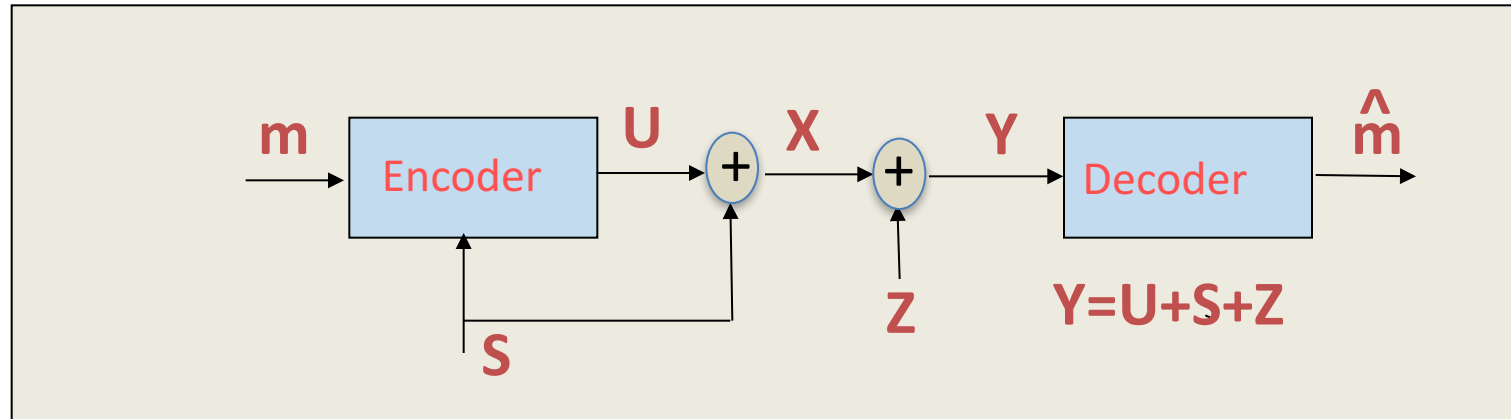 m
Encoder
U
+
X
+
Y
Decoder
m̂
S
Z
Y=U+S+Z